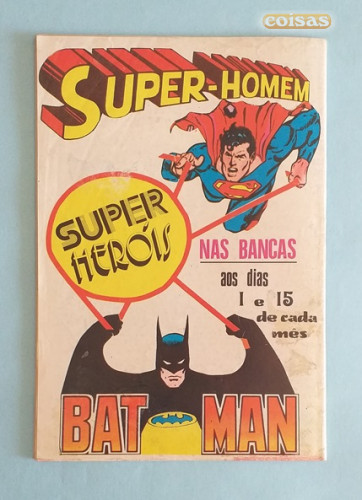 coisas
SUPER-HOMEM
SUPER
HERÓIS
NAS BANCAS
aos dias
1 e 15
de cada
mês
BATMAN